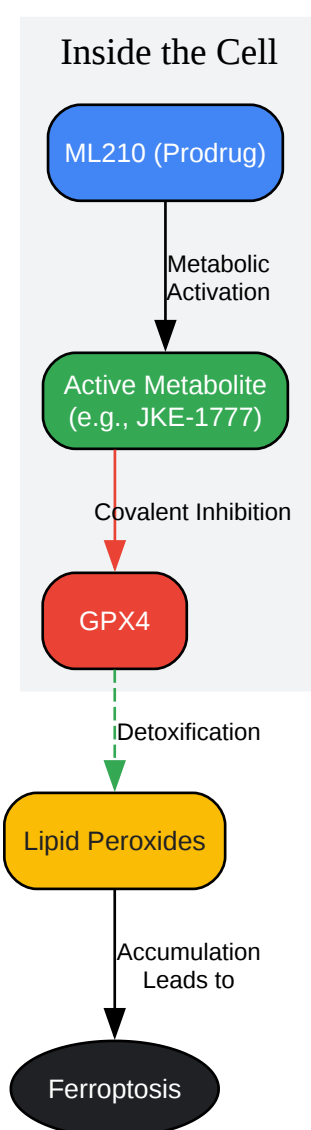 Inside the Cell
ML210 (Prodrug)
Metabolic
Activation
Active Metabolite
(e.g., JKE-1777)
Covalent Inhibition
GPX4
Detoxification
Lipid Peroxides
Accumulation
Leads to
Ferroptosis